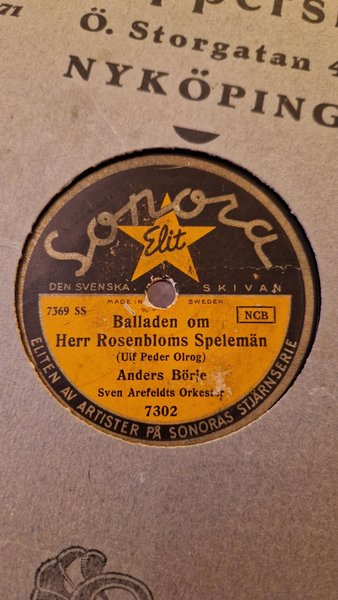 Ö. Storgatan 4
NYKÖPING
Sonora
Elit
DEN SVENSKA SKIVAN
MADE IN SWEDEN
7369 SS
NCB
Balladen om
Herr Rosenbloms Spelemän
(Ulf Peder Olrog)
Anders Börje
Sven Arefeldts Orkester
7302
ELITEN AV ARTISTER PÅ SONORAS STJÄRNSERIE